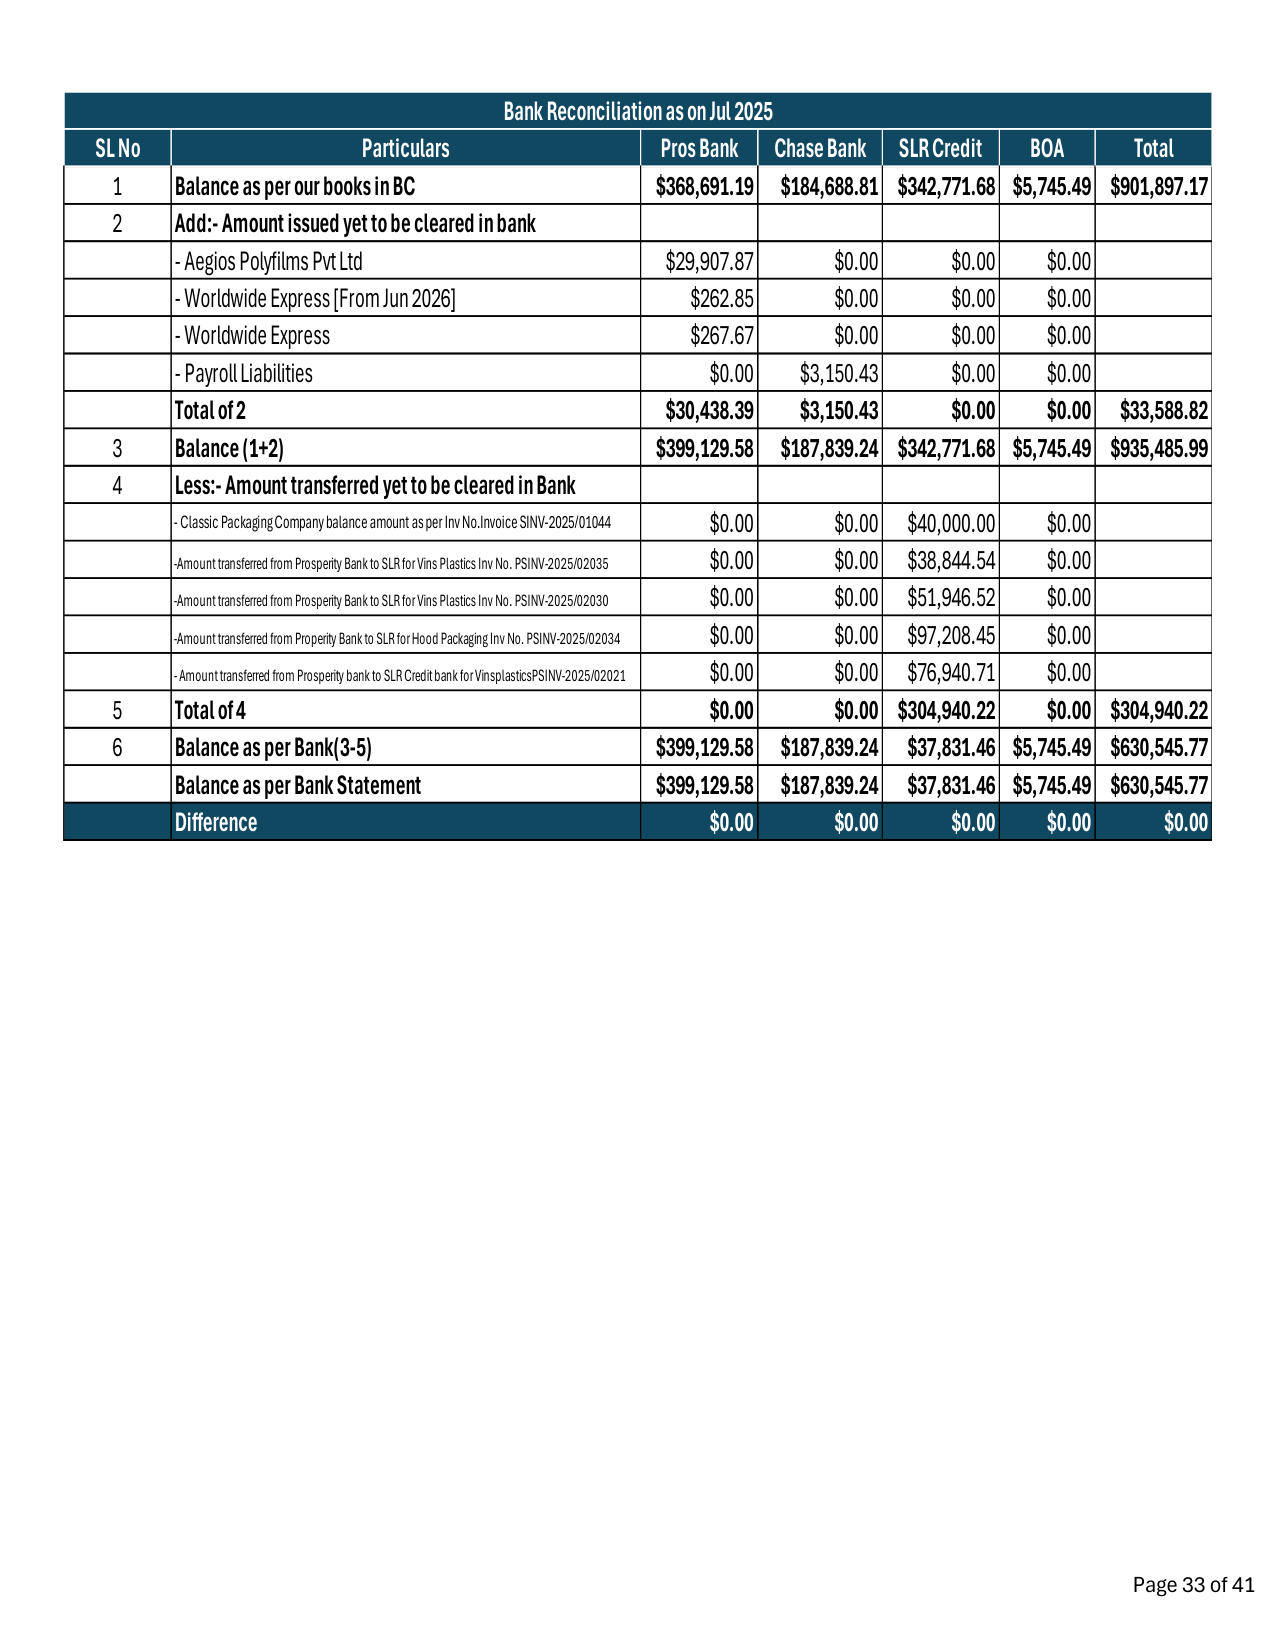 Bank Reconciliation as on Jul 2025
SL No Particulars Pros Bank Chase Bank SLR Credit BOA Total
1 Balance as per our books in BC $368,691.19 $184,688.81 $342,771.68 $5,745.49 $901,897.17
2 Add:- Amount issued yet to be cleared in bank
- Aegios Polyfilms Pvt Ltd $29,907.87 $0.00 $0.00 $0.00
- Worldwide Express [From Jun 2026] $262.85 $0.00 $0.00 $0.00
- Worldwide Express $267.67 $0.00 $0.00 $0.00
- Payroll Liabilities $0.00 $3,150.43 $0.00 $0.00
Total of 2 $30,438.39 $3,150.43 $0.00 $0.00 $33,588.82
3 Balance (1+2) $399,129.58 $187,839.24 $342,771.68 $5,745.49 $935,485.99
4 Less:- Amount transferred yet to be cleared in Bank
- Classic Packaging Company balance amount as per Inv No.Invoice SINV-2025/01044 $0.00 $0.00 $40,000.00 $0.00
-Amount transferred from Prosperity Bank to SLR for Vins Plastics Inv No. PSINV-2025/02035 $0.00 $0.00 $38,844.54 $0.00
-Amount transferred from Prosperity Bank to SLR for Vins Plastics Inv No. PSINV-2025/02030 $0.00 $0.00 $51,946.52 $0.00
-Amount transferred from Properity Bank to SLR for Hood Packaging Inv No. PSINV-2025/02034 $0.00 $0.00 $97,208.45 $0.00
- Amount transferred from Prosperity bank to SLR Credit bank for VinsplasticsPSINV-2025/02021 $0.00 $0.00 $76,940.71 $0.00
5 Total of 4 $0.00 $0.00 $304,940.22 $0.00 $304,940.22
6 Balance as per Bank(3-5) $399,129.58 $187,839.24 $37,831.46 $5,745.49 $630,545.77
Balance as per Bank Statement $399,129.58 $187,839.24 $37,831.46 $5,745.49 $630,545.77
Difference $0.00 $0.00 $0.00 $0.00 $0.00
Page 33 of 41